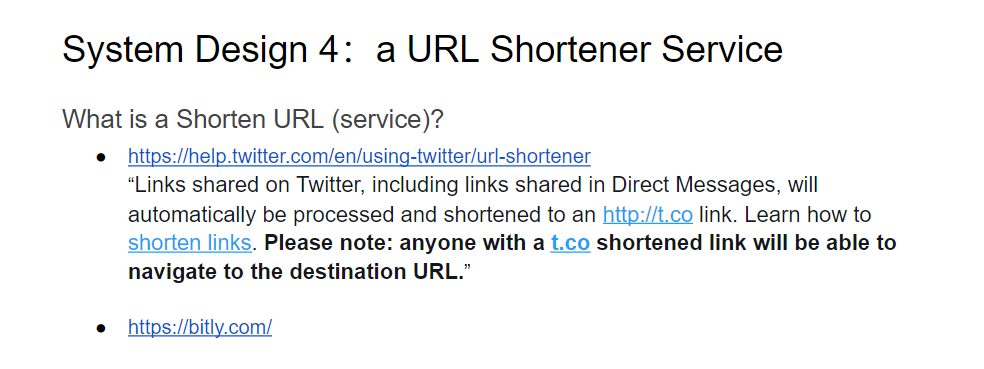 System Design 4：a URL Shortener Service
What is a Shorten URL (service)?
● https://help.twitter.com/en/using-twitter/url-shortener
“Links shared on Twitter, including links shared in Direct Messages, will
automatically be processed and shortened to an http://t.co link. Learn how to
shorten links. Please note: anyone with a t.co shortened link will be able to
navigate to the destination URL.”
● https://bitly.com/